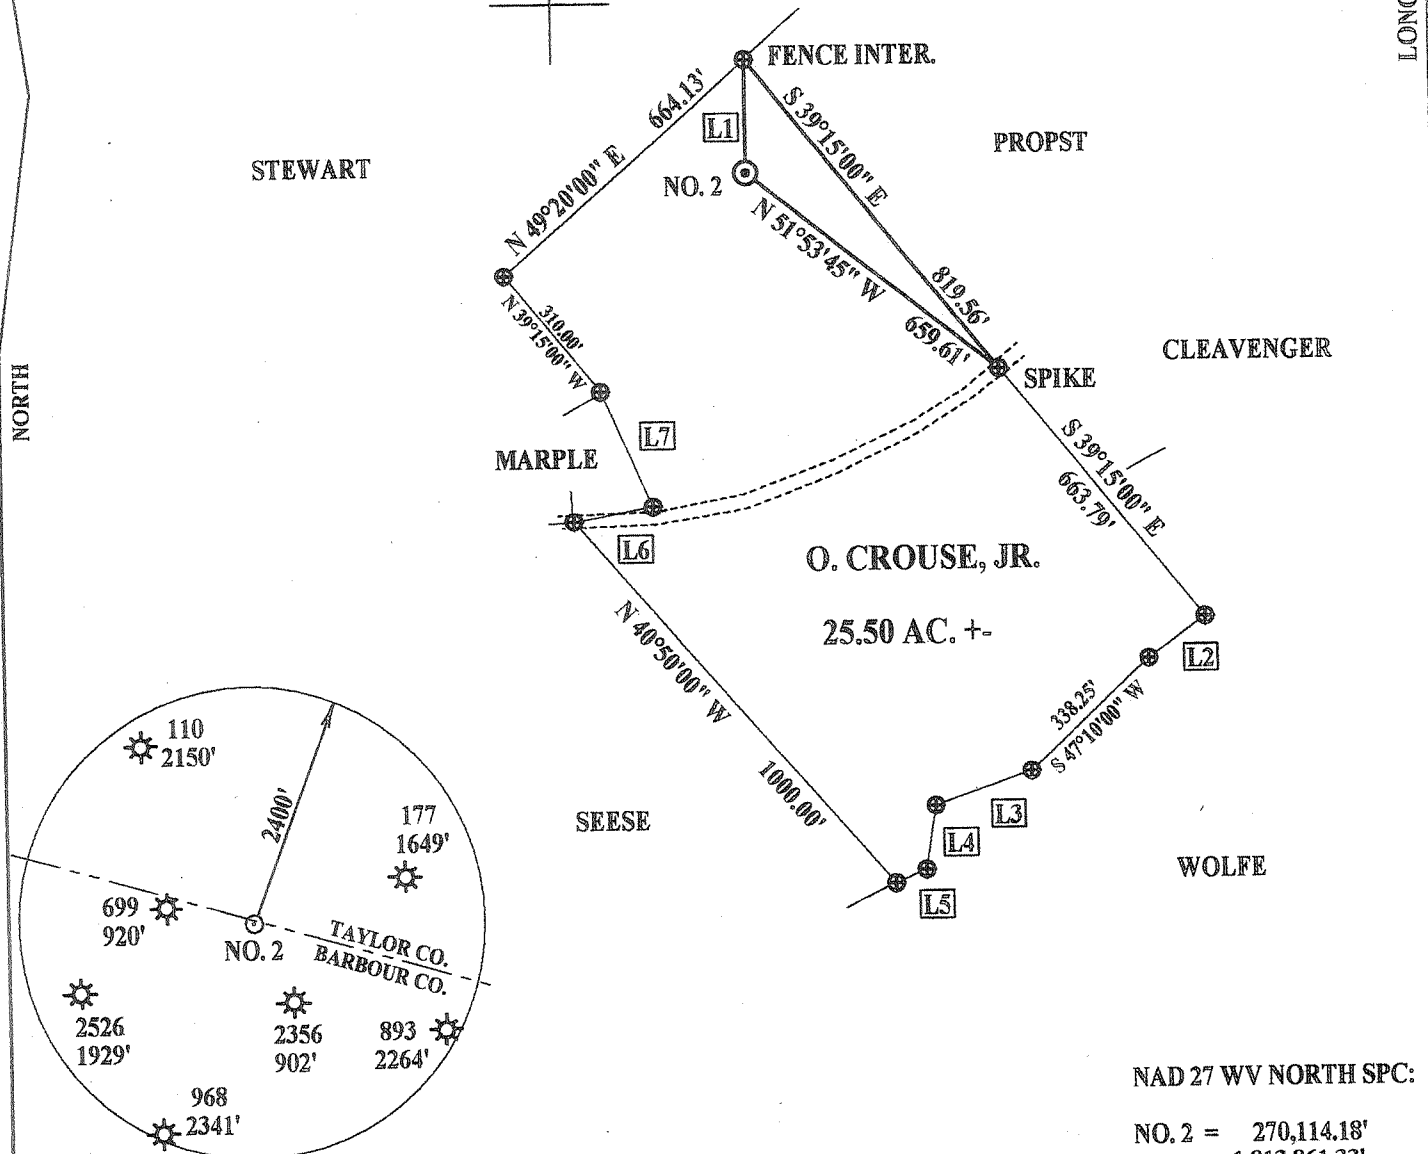 LONG
FENCE INTER.
664.13'
L1
S 39°15'00" E
PROPST
STEWART
NO. 2
N 49°20'00" E
N 51°53'45" W
819.56'
659.61'
310.00'
N 39°15'00" W
CLEAVENGER
SPIKE
NORTH
L7
MARPLE
S 39°15'00" E
663.79'
L6
O. CROUSE, JR.
25.50 AC. +-
N 40°50'00" W
L2
338.25'
S 47°10'00" W
110
2150'
2400'
1000.00'
177
1649'
SEESE
L3
L4
WOLFE
L5
699
920'
NO. 2
TAYLOR CO.
BARBOUR CO.
2526
1929'
2356
902'
893
2264'
968
2341'
NAD 27 WV NORTH SPC:
NO. 2 = 270,114.18'